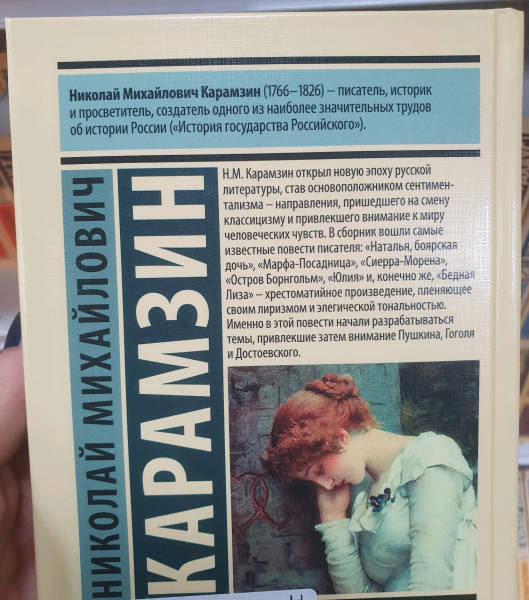 Николай Михайлович Карамзин (1766–1826) – писатель, историк
и просветитель, создатель одного из наиболее значительных трудов
об истории России («История государства Российского»).
НИКОЛАЙ МИХАЙЛОВИЧ
КАРАМЗИН
Н.М. Карамзин открыл новую эпоху русской
литературы, став основоположником сентимен-
тализма – направления, пришедшего на смену
классицизму и привлекшего внимание к миру
человеческих чувств. В сборник вошли самые
известные повести писателя: «Наталья, боярская
дочь», «Марфа-Посадница», «Сиерра-Морена»,
«Остров Борнгольм», «Юлия» и, конечно же, «Бедная
Лиза» – хрестоматийное произведение, пленяющее
своим лиризмом и элегической тональностью.
Именно в этой повести начали разрабатываться
темы, привлекшие затем внимание Пушкина, Гоголя
и Достоевского.